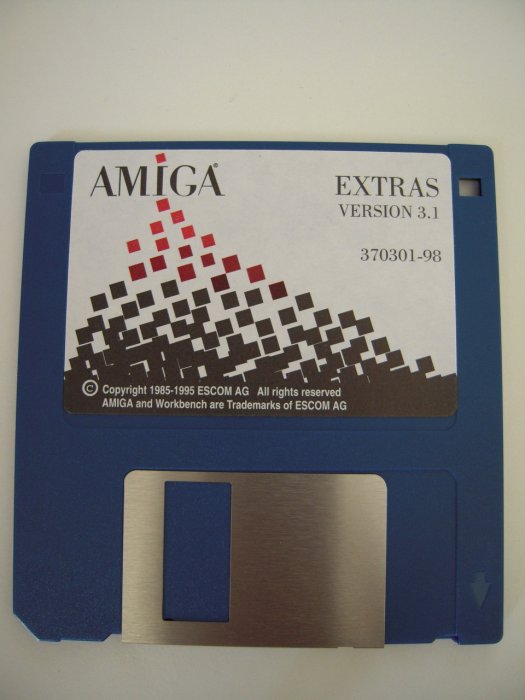 AMIGA®
EXTRAS
VERSION 3.1
370301-98
© Copyright 1985-1995 ESCOM AG All rights reserved
AMIGA and Workbench are Trademarks of ESCOM AG